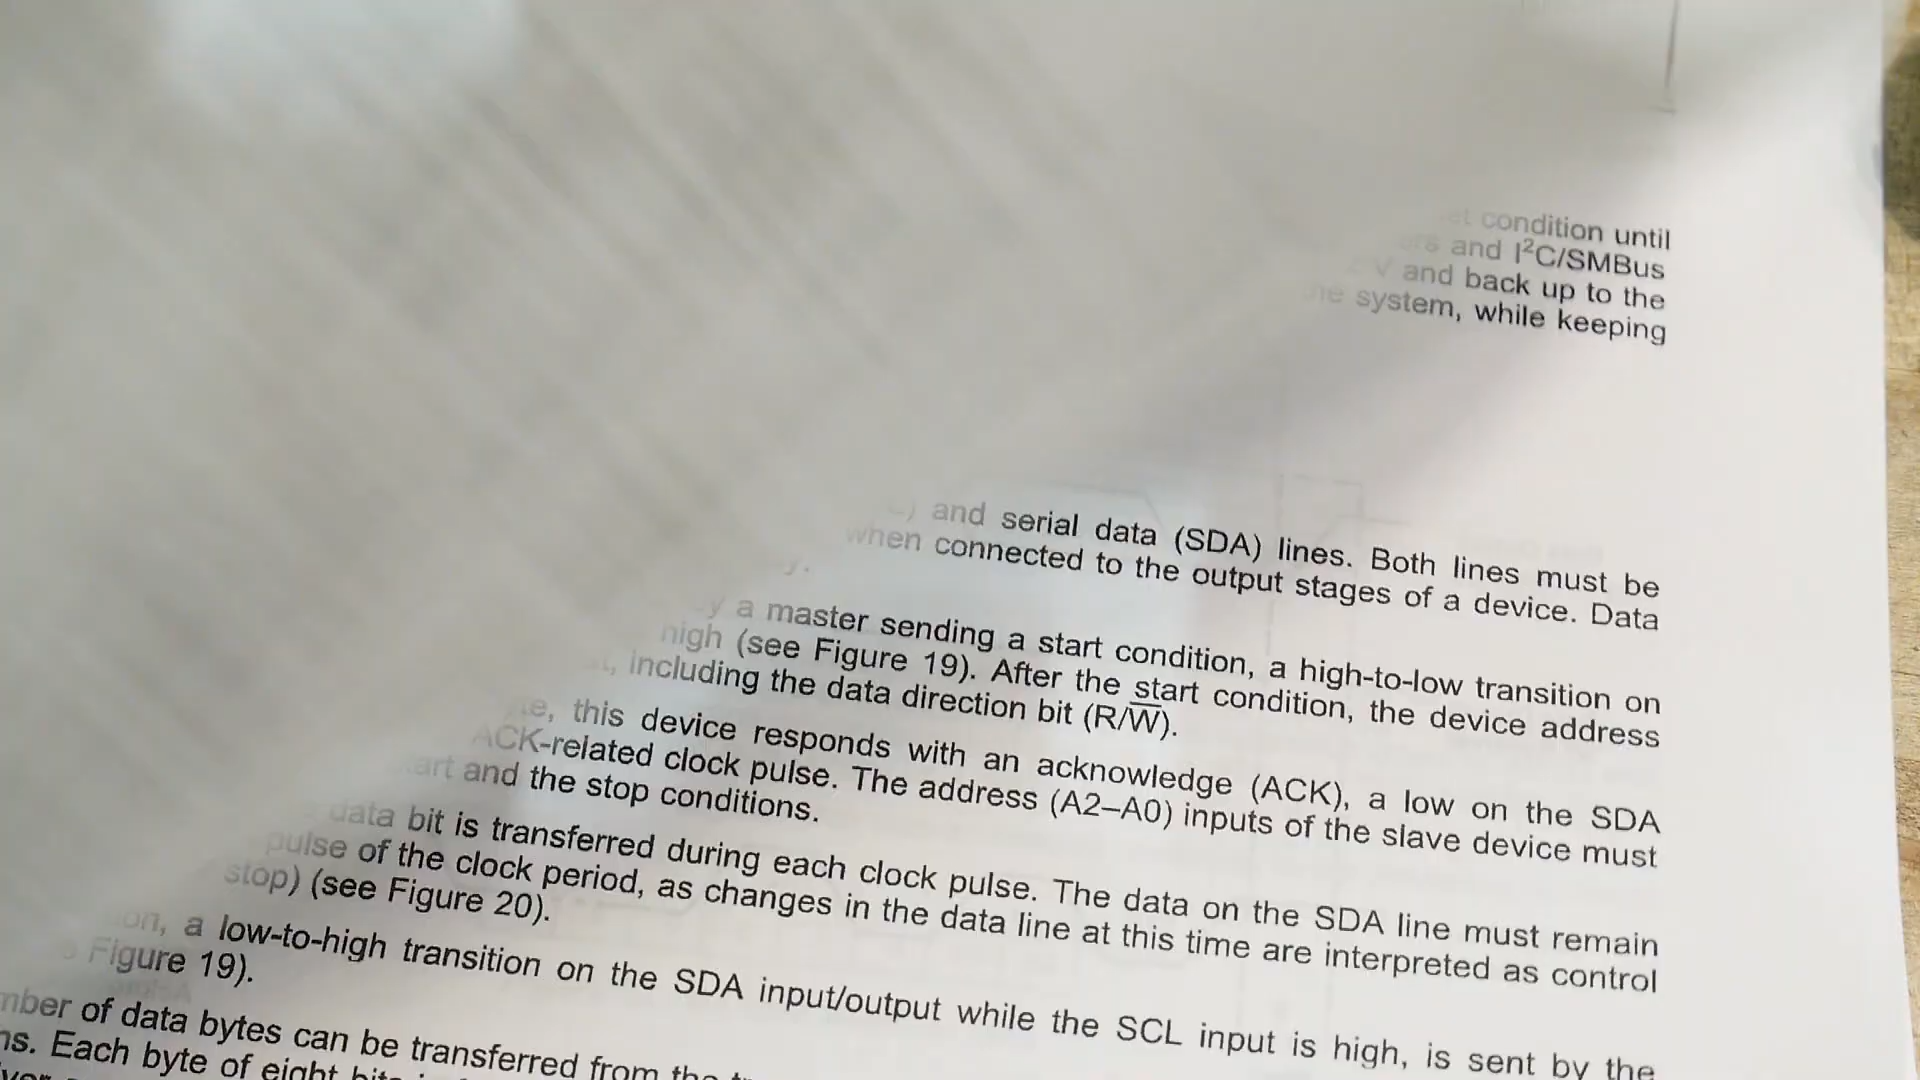 condition until
and I²C/SMBus
and back up to the
system, while keeping
and serial data (SDA) lines. Both lines must be
when connected to the output stages of a device. Data
a master sending a start condition, a high-to-low transition on
high (see Figure 19). After the start condition, the device address
including the data direction bit (R/W̅).
this device responds with an acknowledge (ACK), a low on the SDA
ACK-related clock pulse. The address (A2–A0) inputs of the slave device must
and the stop conditions.
data bit is transferred during each clock pulse. The data on the SDA line must remain
pulse of the clock period, as changes in the data line at this time are interpreted as control
stop) (see Figure 20).
a low-to-high transition on the SDA input/output while the SCL input is high, is sent by the
Figure 19).
of data bytes can be transferred from the
Each byte of eight